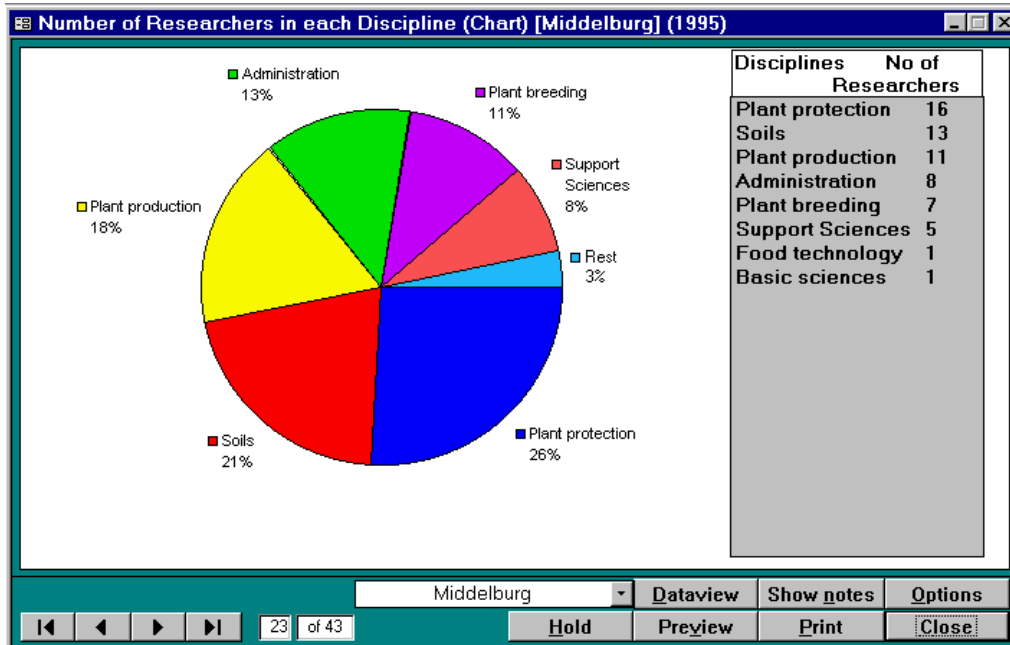 Number of Researchers in each Discipline (Chart) [Middelburg] (1995)
Administration
13%
Plant breeding
11%
Support
Sciences
8%
Rest
3%
Plant production
18%
Soils
21%
Plant protection
26%
Disciplines No of
Researchers
Plant protection 16
Soils 13
Plant production 11
Administration 8
Plant breeding 7
Support Sciences 5
Food technology 1
Basic sciences 1
Middelburg Dataview Show notes Options
23 of 43 Hold Preview Print Close